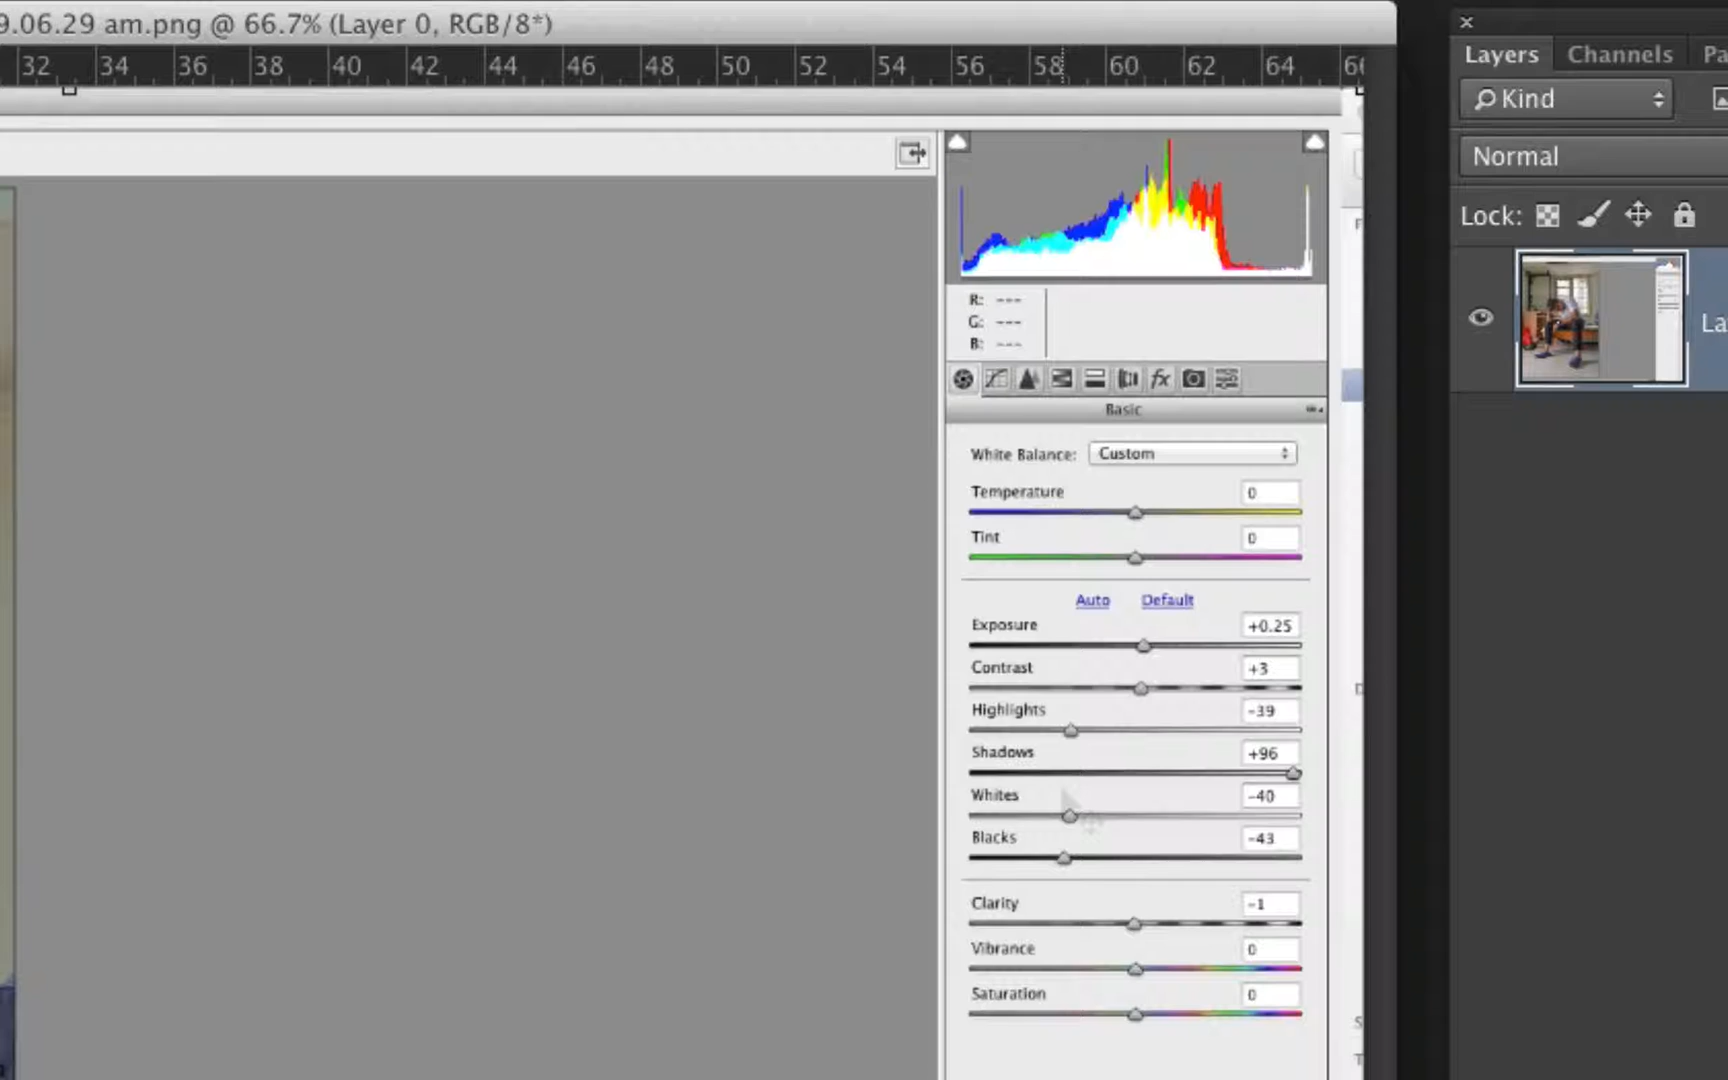 9.06.29 am.png @ 66.7% (Layer 0, RGB/8*)
32 34 36 38 40 42 44 46 48 50 52 54 56 58 60 62 64
Layers Channels
Kind
Normal
Lock:
R: ---
G: ---
B: ---
fx
Basic
White Balance: Custom
Temperature 0
Tint 0
Auto Default
Exposure +0.25
Contrast +3
Highlights -39
Shadows +96
Whites -40
Blacks -43
Clarity -1
Vibrance 0
Saturation 0